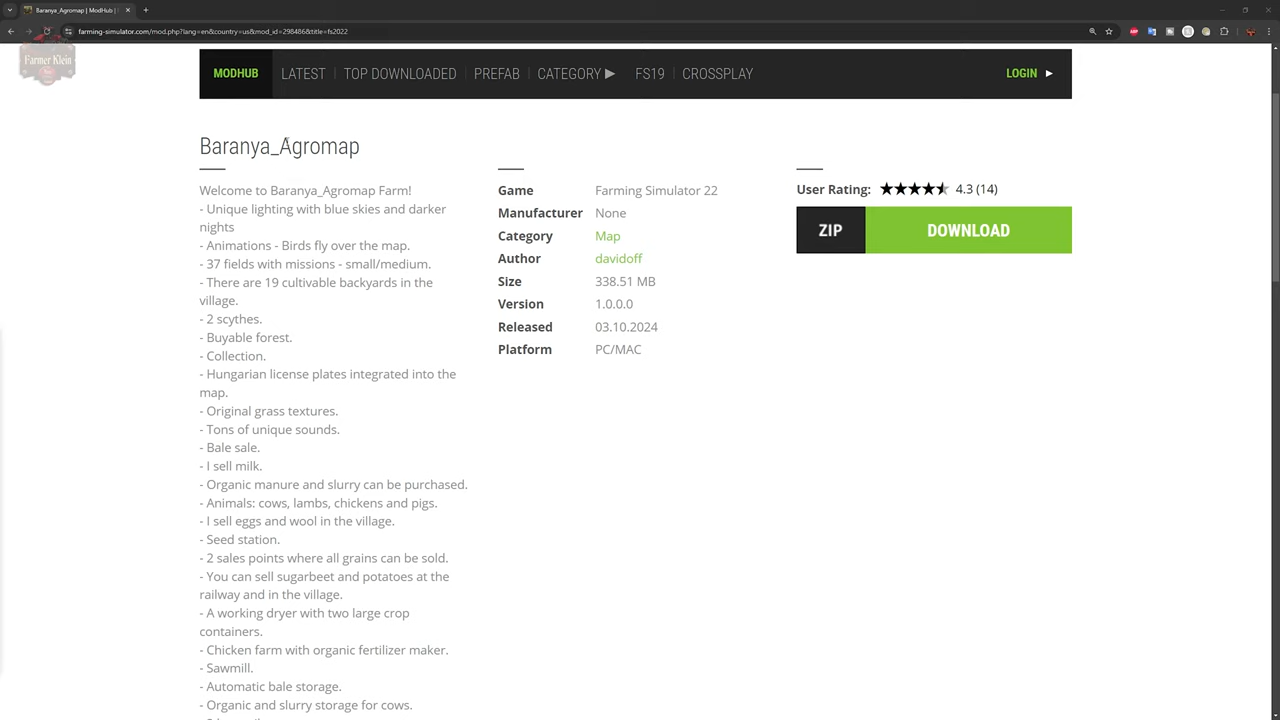 Baranya_Agromap | ModHub |
farming-simulator.com/mod.php?lang=en&country=us&mod_id=298486&title=fs2022
Farmer Klein
MODHUB LATEST TOP DOWNLOADED PREFAB CATEGORY FS19 CROSSPLAY LOGIN
Baranya_Agromap
Welcome to Baranya_Agromap Farm!
- Unique lighting with blue skies and darker
nights
- Animations - Birds fly over the map.
- 37 fields with missions - small/medium.
- There are 19 cultivable backyards in the
village.
- 2 scythes.
- Buyable forest.
- Collection.
- Hungarian license plates integrated into the
map.
- Original grass textures.
- Tons of unique sounds.
- Bale sale.
- I sell milk.
- Organic manure and slurry can be purchased.
- Animals: cows, lambs, chickens and pigs.
- I sell eggs and wool in the village.
- Seed station.
- 2 sales points where all grains can be sold.
- You can sell sugarbeet and potatoes at the
railway and in the village.
- A working dryer with two large crop
containers.
- Chicken farm with organic fertilizer maker.
- Sawmill.
- Automatic bale storage.
- Organic and slurry storage for cows.
Game Farming Simulator 22
Manufacturer None
Category Map
Author davidoff
Size 338.51 MB
Version 1.0.0.0
Released 03.10.2024
Platform PC/MAC
User Rating: 4.3 (14)
ZIP DOWNLOAD